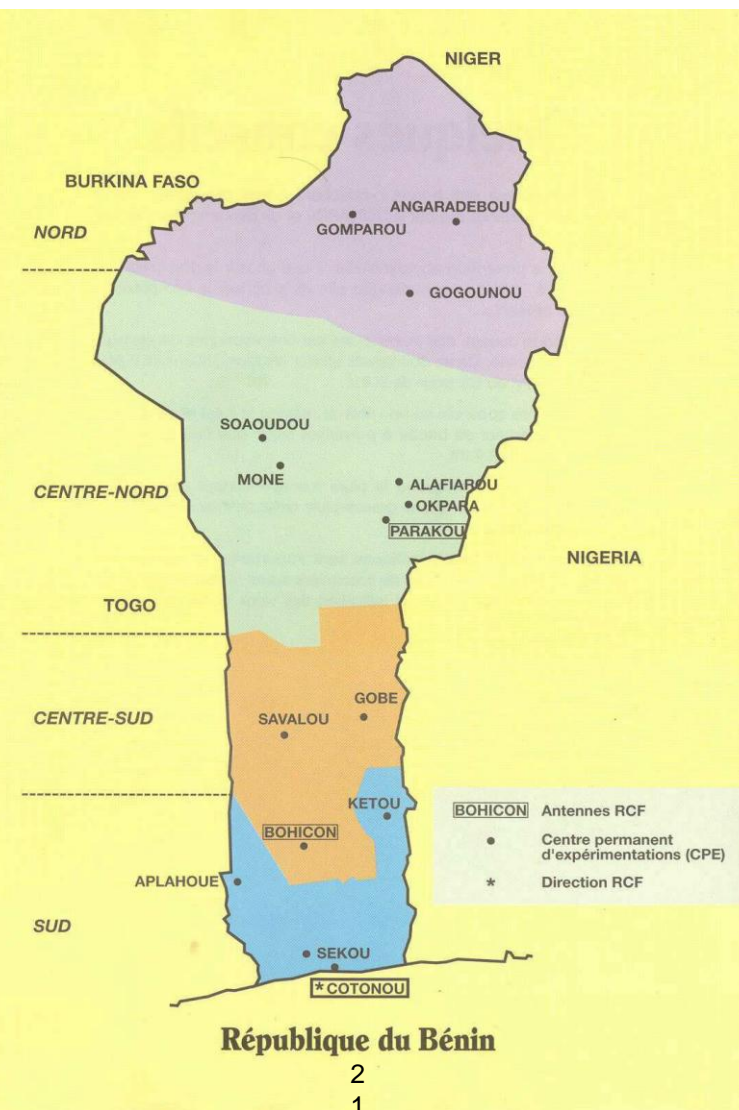 NIGER
BURKINA FASO
ANGARADEBOU
NORD
GOMPAROU
GOGOUNOU
SOAOUDOU
MONE
ALAFIAROU
CENTRE-NORD
OKPARA
PARAKOU
NIGERIA
TOGO
GOBE
CENTRE-SUD
SAVALOU
KETOU
BOHICON
APLAHOUE
SUD
SEKOU
*COTONOU
BOHICON Antennes RCF
• Centre permanent
d'expérimentations (CPE)
* Direction RCF
République du Bénin
2
1